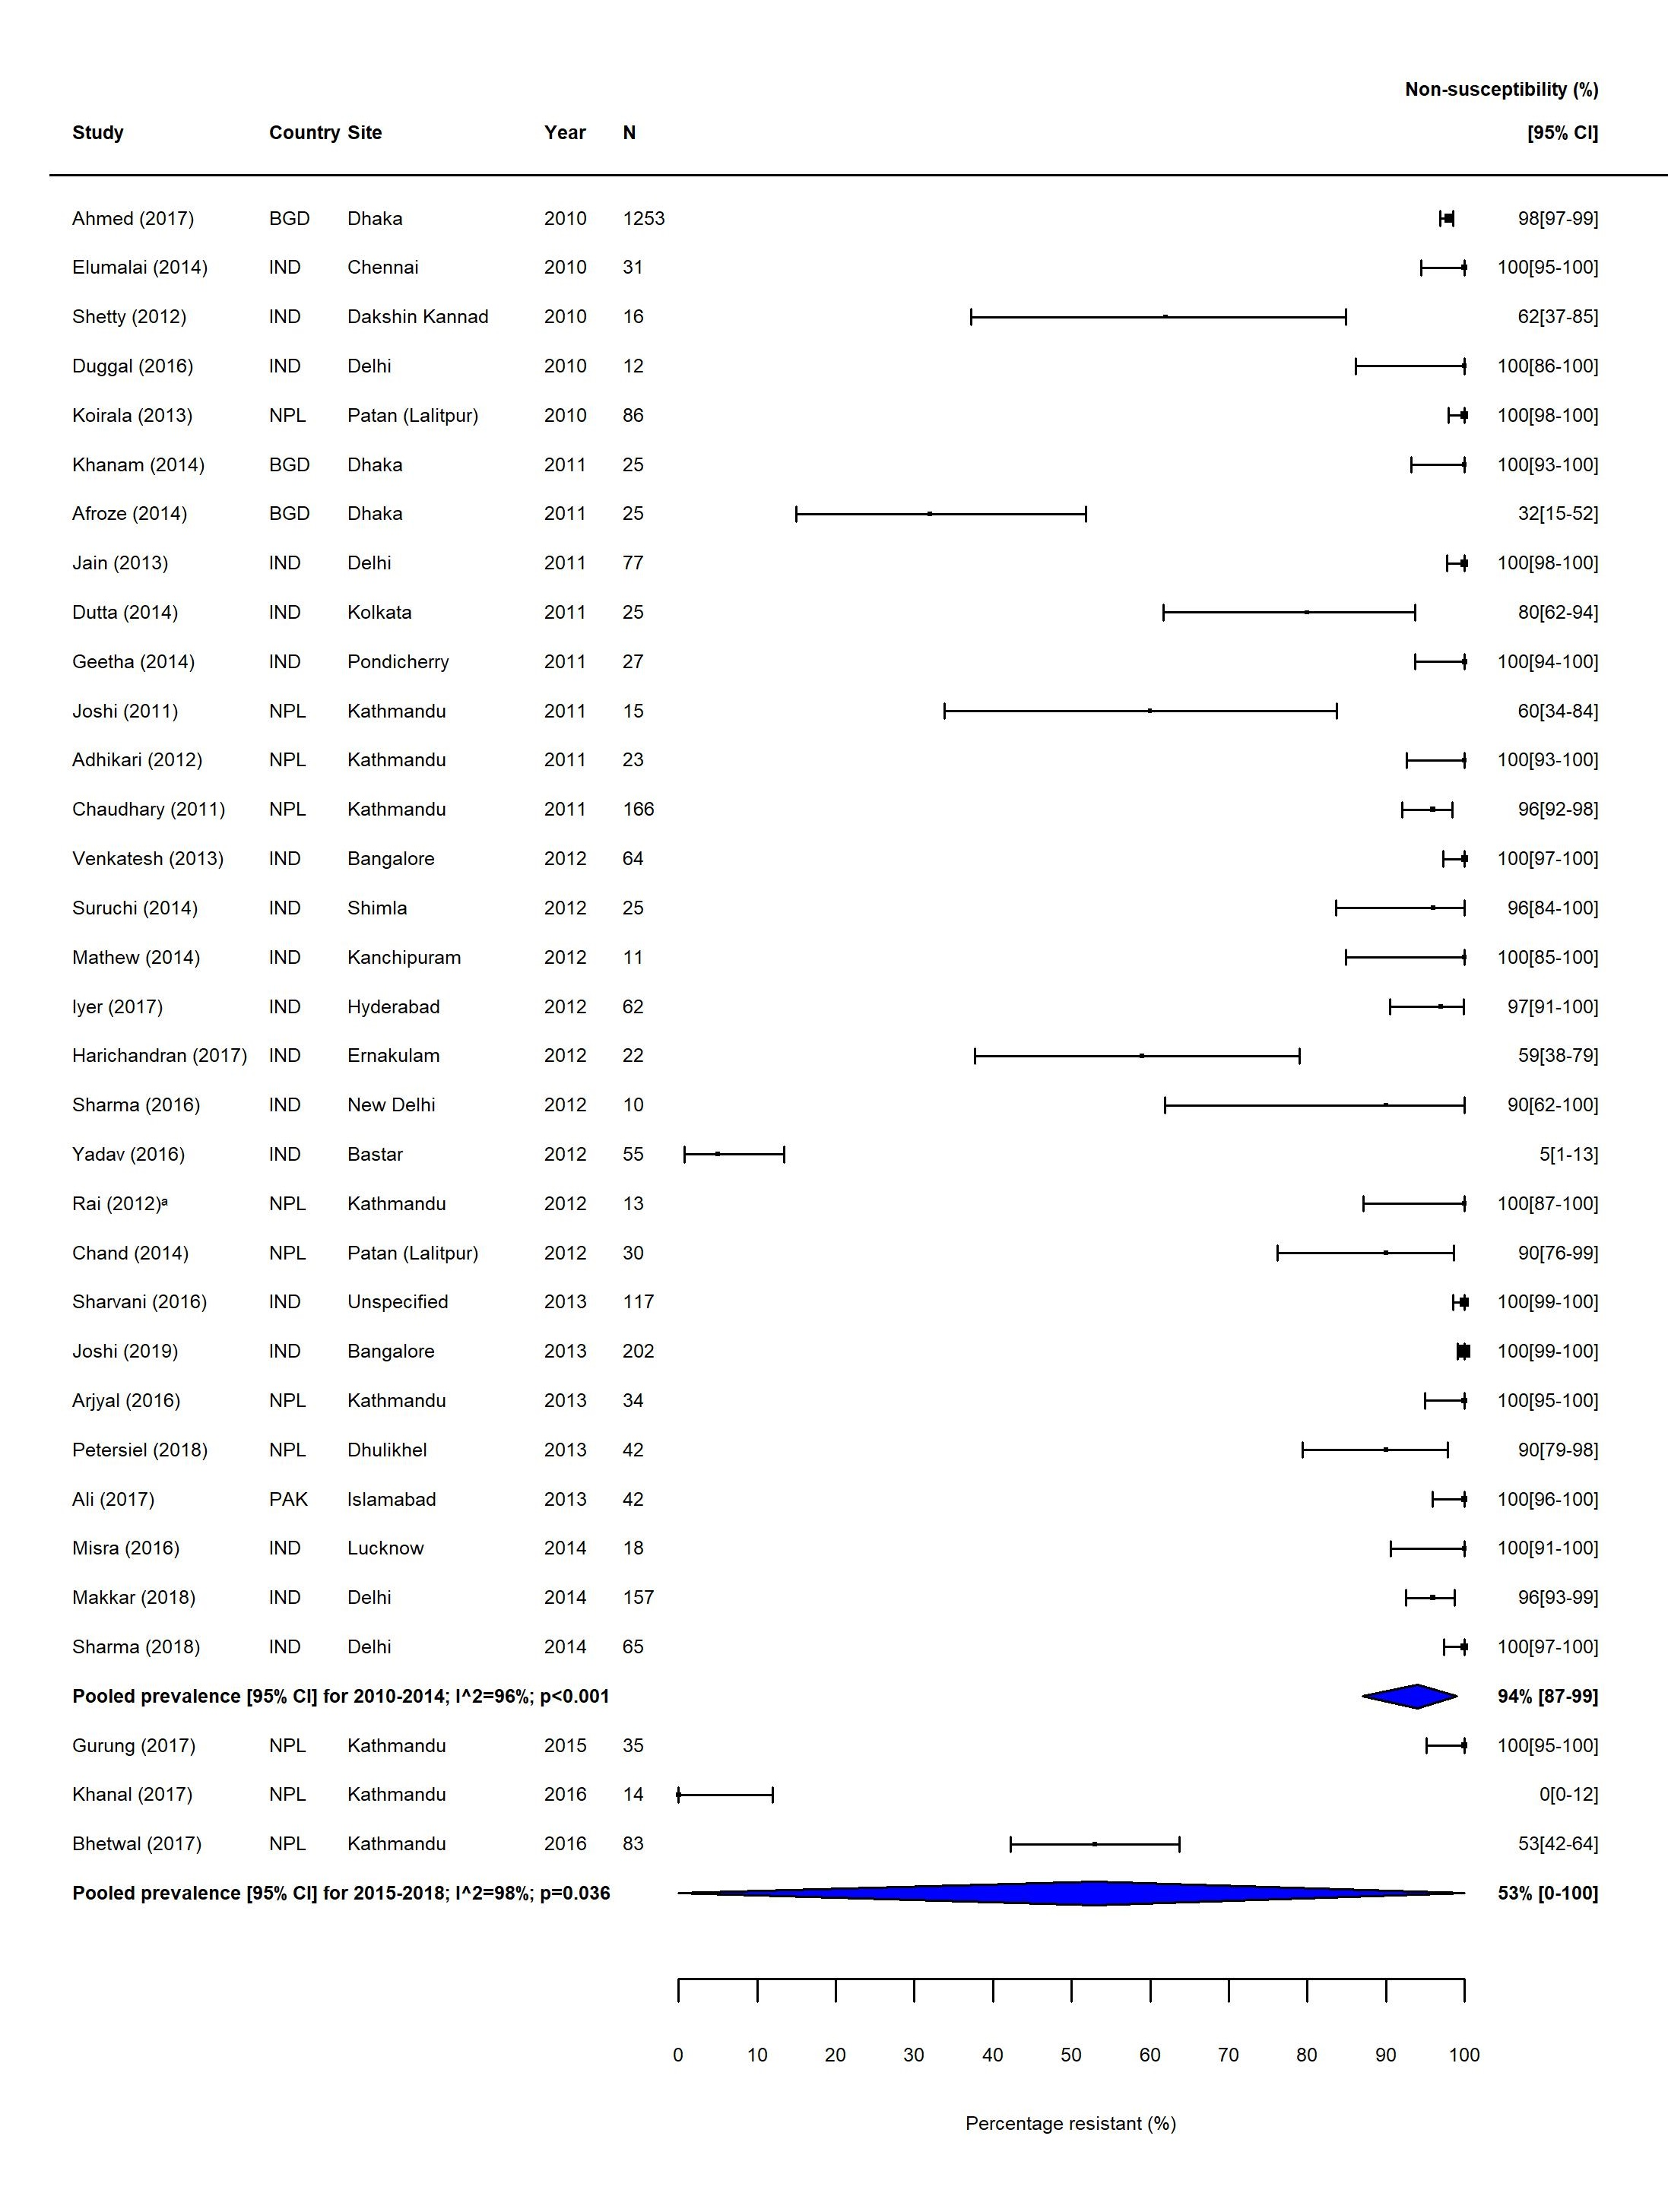 Non-susceptibility (%)
Study Country Site Year N [95% CI]
Ahmed (2017) BGD Dhaka 2010 1253 98[97-99]
Elumalai (2014) IND Chennai 2010 31 100[95-100]
Shetty (2012) IND Dakshin Kannad 2010 16 62[37-85]
Duggal (2016) IND Delhi 2010 12 100[86-100]
Koirala (2013) NPL Patan (Lalitpur) 2010 86 100[98-100]
Khanam (2014) BGD Dhaka 2011 25 100[93-100]
Afroze (2014) BGD Dhaka 2011 25 32[15-52]
Jain (2013) IND Delhi 2011 77 100[98-100]
Dutta (2014) IND Kolkata 2011 25 80[62-94]
Geetha (2014) IND Pondicherry 2011 27 100[94-100]
Joshi (2011) NPL Kathmandu 2011 15 60[34-84]
Adhikari (2012) NPL Kathmandu 2011 23 100[93-100]
Chaudhary (2011) NPL Kathmandu 2011 166 96[92-98]
Venkatesh (2013) IND Bangalore 2012 64 100[97-100]
Suruchi (2014) IND Shimla 2012 25 96[84-100]
Mathew (2014) IND Kanchipuram 2012 11 100[85-100]
Iyer (2017) IND Hyderabad 2012 62 97[91-100]
Harichandran (2017) IND Ernakulam 2012 22 59[38-79]
Sharma (2016) IND New Delhi 2012 10 90[62-100]
Yadav (2016) IND Bastar 2012 55 5[1-13]
Rai (2012)ª NPL Kathmandu 2012 13 100[87-100]
Chand (2014) NPL Patan (Lalitpur) 2012 30 90[76-99]
Sharvani (2016) IND Unspecified 2013 117 100[99-100]
Joshi (2019) IND Bangalore 2013 202 100[99-100]
Arjyal (2016) NPL Kathmandu 2013 34 100[95-100]
Petersiel (2018) NPL Dhulikhel 2013 42 90[79-98]
Ali (2017) PAK Islamabad 2013 42 100[96-100]
Misra (2016) IND Lucknow 2014 18 100[91-100]
Makkar (2018) IND Delhi 2014 157 96[93-99]
Sharma (2018) IND Delhi 2014 65 100[97-100]
Pooled prevalence [95% CI] for 2010-2014; I^2=96%; p<0.001 94% [87-99]
Gurung (2017) NPL Kathmandu 2015 35 100[95-100]
Khanal (2017) NPL Kathmandu 2016 14 0[0-12]
Bhetwal (2017) NPL Kathmandu 2016 83 53[42-64]
Pooled prevalence [95% CI] for 2015-2018; I^2=98%; p=0.036 53% [0-100]
0 10 20 30 40 50 60 70 80 90 100
Percentage resistant (%)